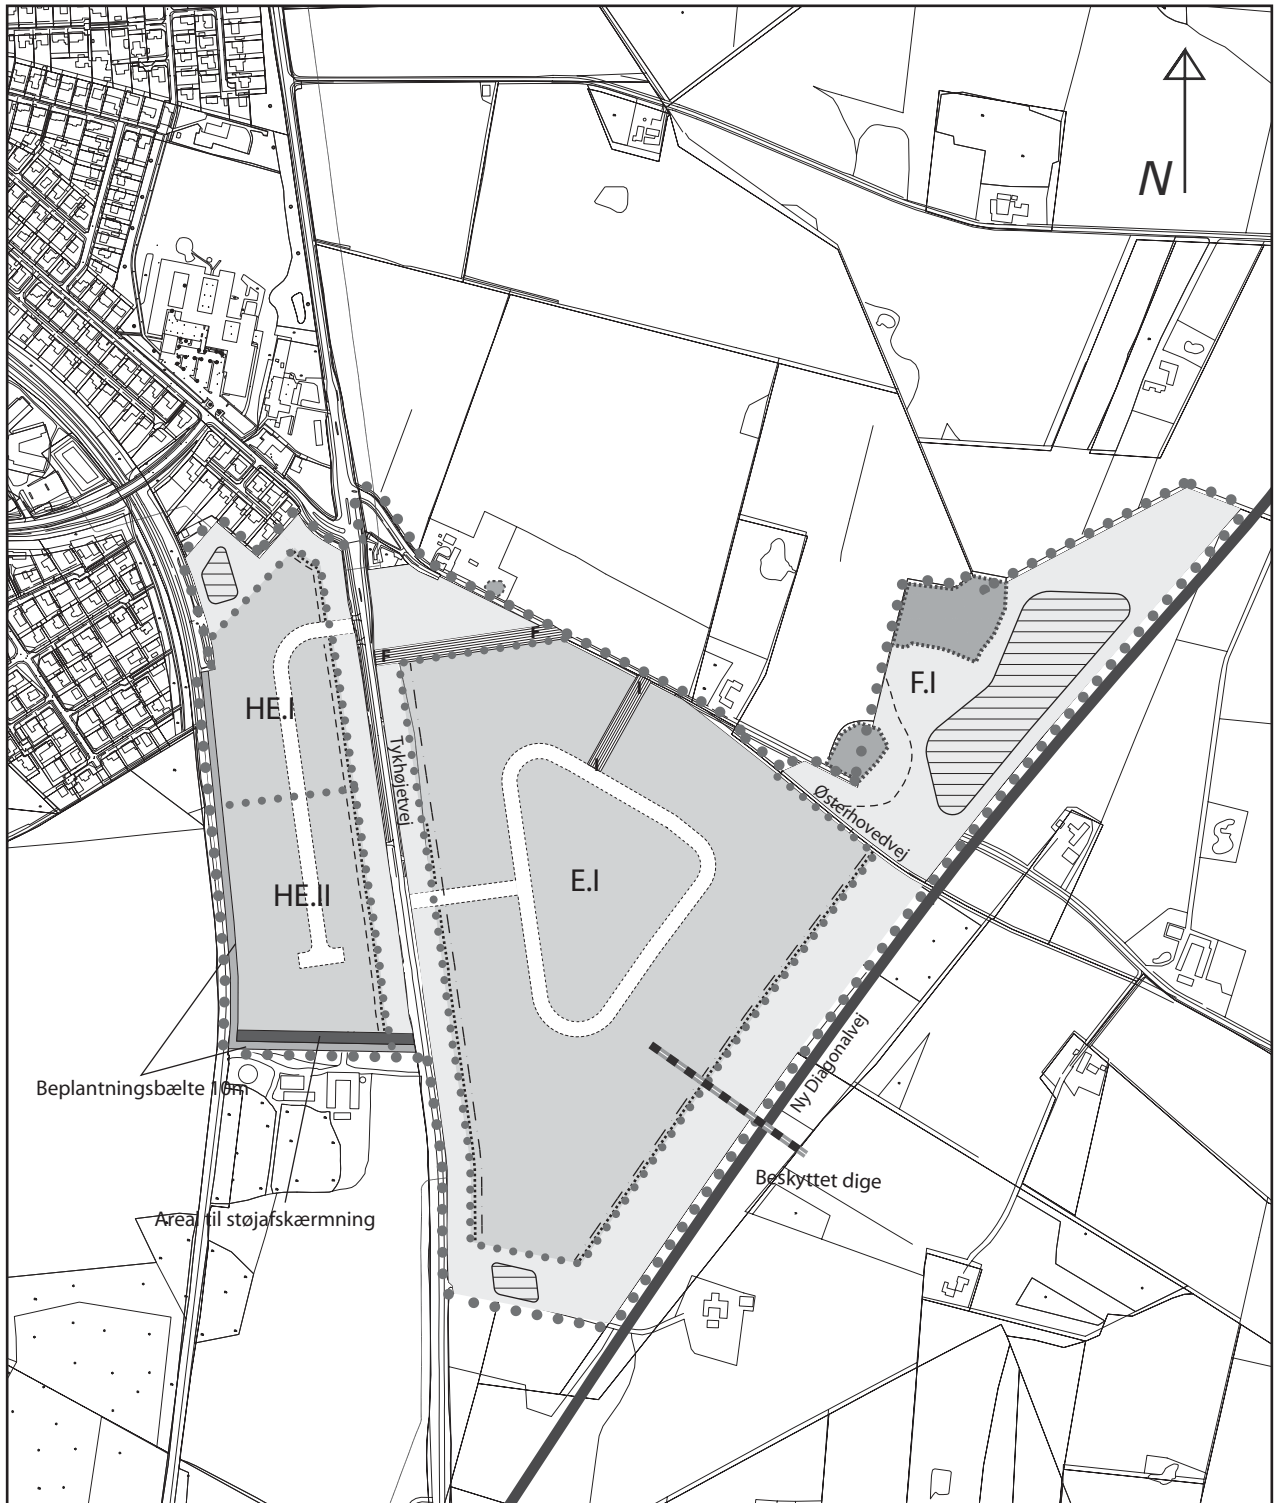 N
F
F
HE.I
F.I
Tykhøjetvej
Østerhovedvej
E.I
HE.II
Ny Diagonalvej
Beplantningsbælte 10m
Beskyttet dige
Areal til støjafskærmning